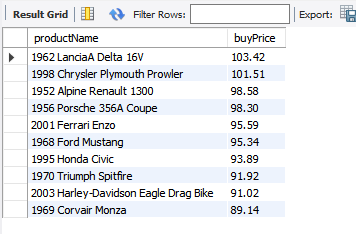 Result Grid Filter Rows: Export:
productName buyPrice
1962 LanciaA Delta 16V 103.42
1998 Chrysler Plymouth Prowler 101.51
1952 Alpine Renault 1300 98.58
1956 Porsche 356A Coupe 98.30
2001 Ferrari Enzo 95.59
1968 Ford Mustang 95.34
1995 Honda Civic 93.89
1970 Triumph Spitfire 91.92
2003 Harley-Davidson Eagle Drag Bike 91.02
1969 Corvair Monza 89.14